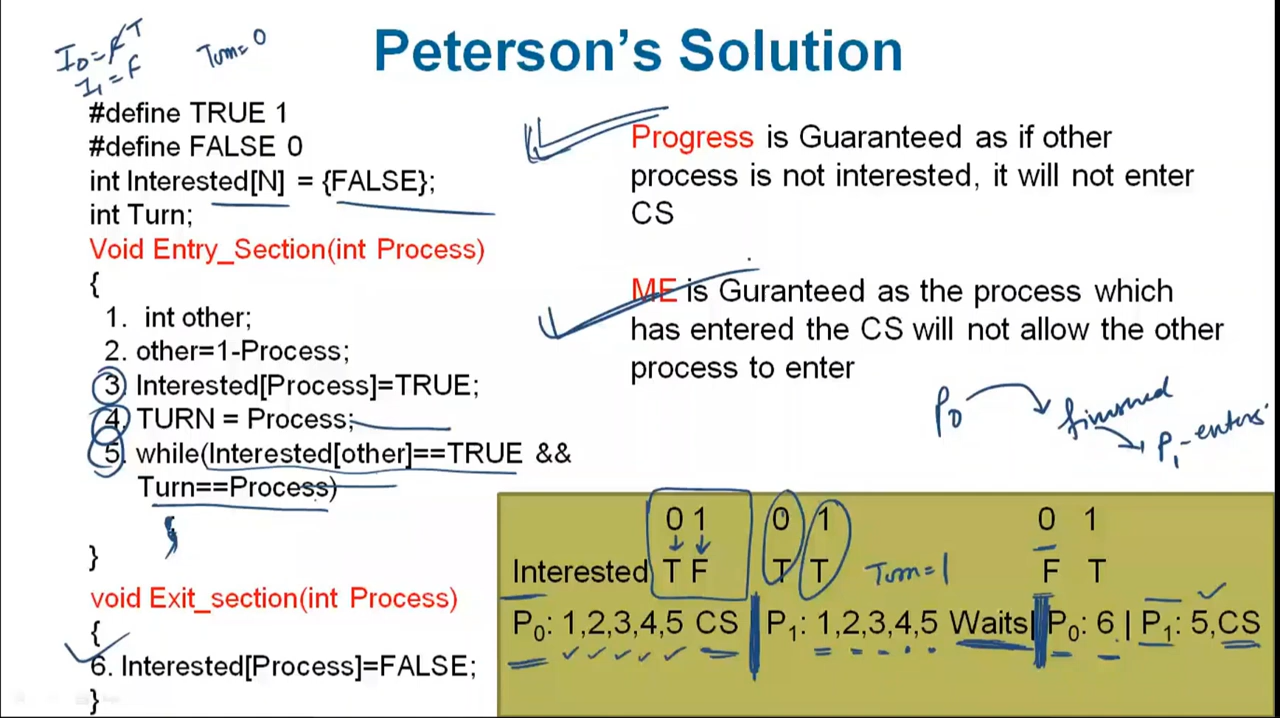 I0 = F T
I1 = F
Turn= 0
Peterson's Solution
#define TRUE 1
#define FALSE 0
int Interested[N] = {FALSE};
int Turn;
Void Entry_Section(int Process)
{
1. int other;
2. other=1-Process;
3. Interested[Process]=TRUE;
4. TURN = Process;
5. while(Interested[other]==TRUE &&
Turn==Process)
;
}
void Exit_section(int Process)
{
6. Interested[Process]=FALSE;
}
Progress is Guaranteed as if other
process is not interested, it will not enter
CS
ME is Guranteed as the process which
has entered the CS will not allow the other
process to enter
P0 finished
P1-enters
0 1 0 1 0 1
Interested T F T T Turn=1 F T
P0: 1,2,3,4,5 CS | P1: 1,2,3,4,5 Waits| P0: 6 | P1: 5,CS